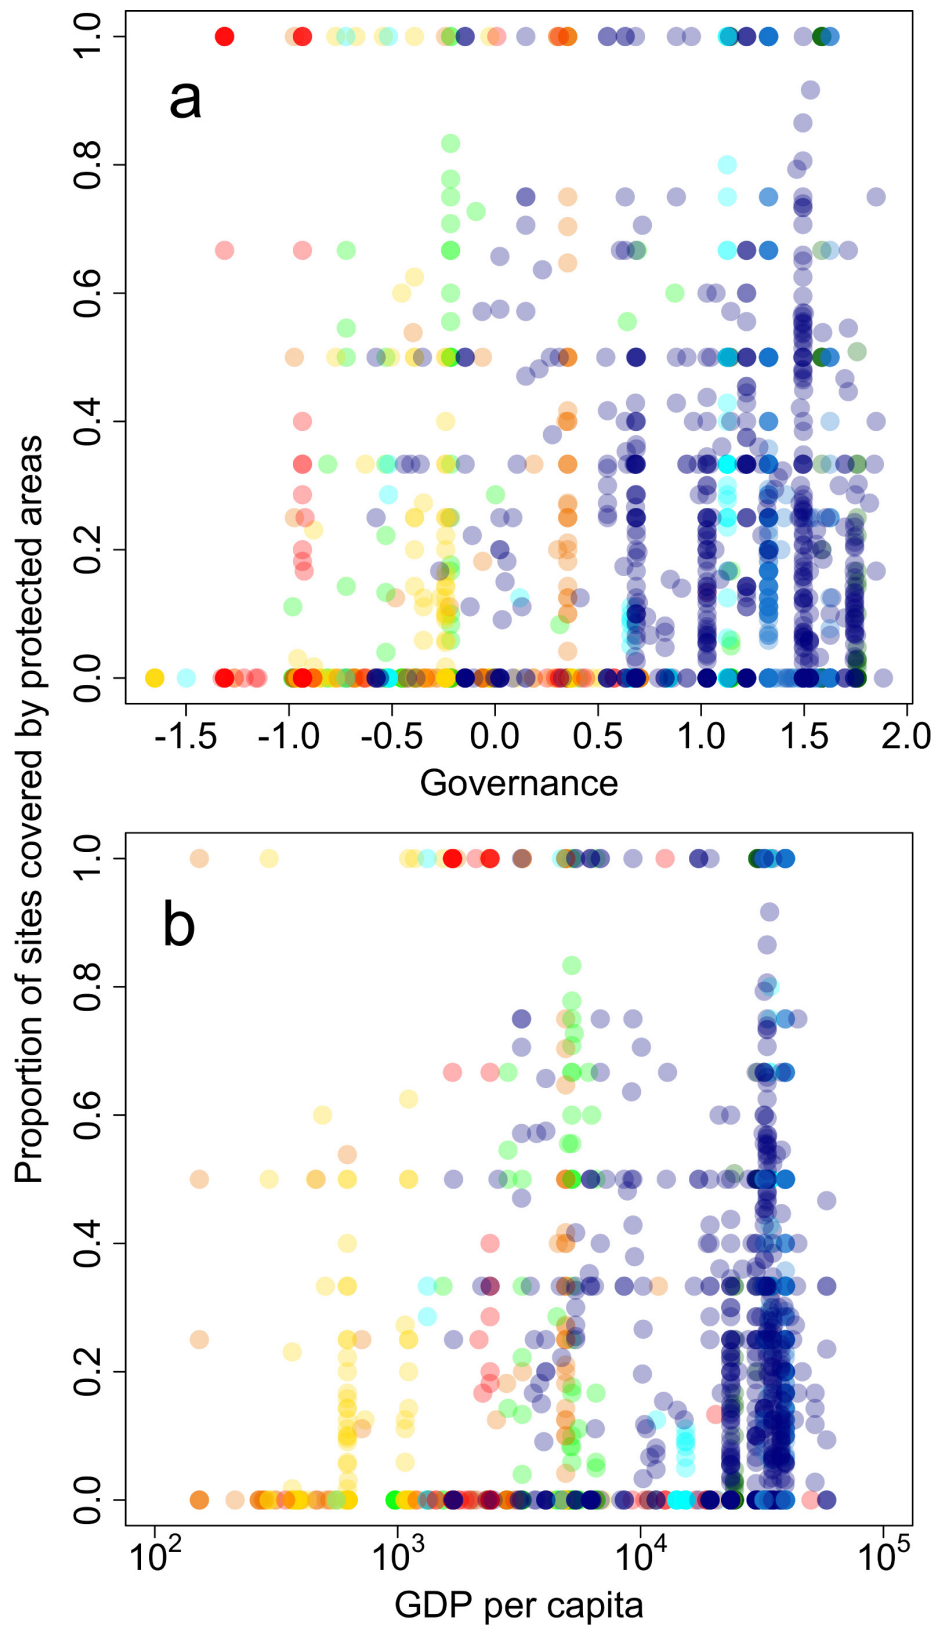 Proportion of sites covered by protected areas
a
1.0
0.8
0.6
0.4
0.2
0.0
-1.5 -1.0 -0.5 0.0 0.5 1.0 1.5 2.0
Governance
b
1.0
0.8
0.6
0.4
0.2
0.0
10² 10³ 10⁴ 10⁵
GDP per capita